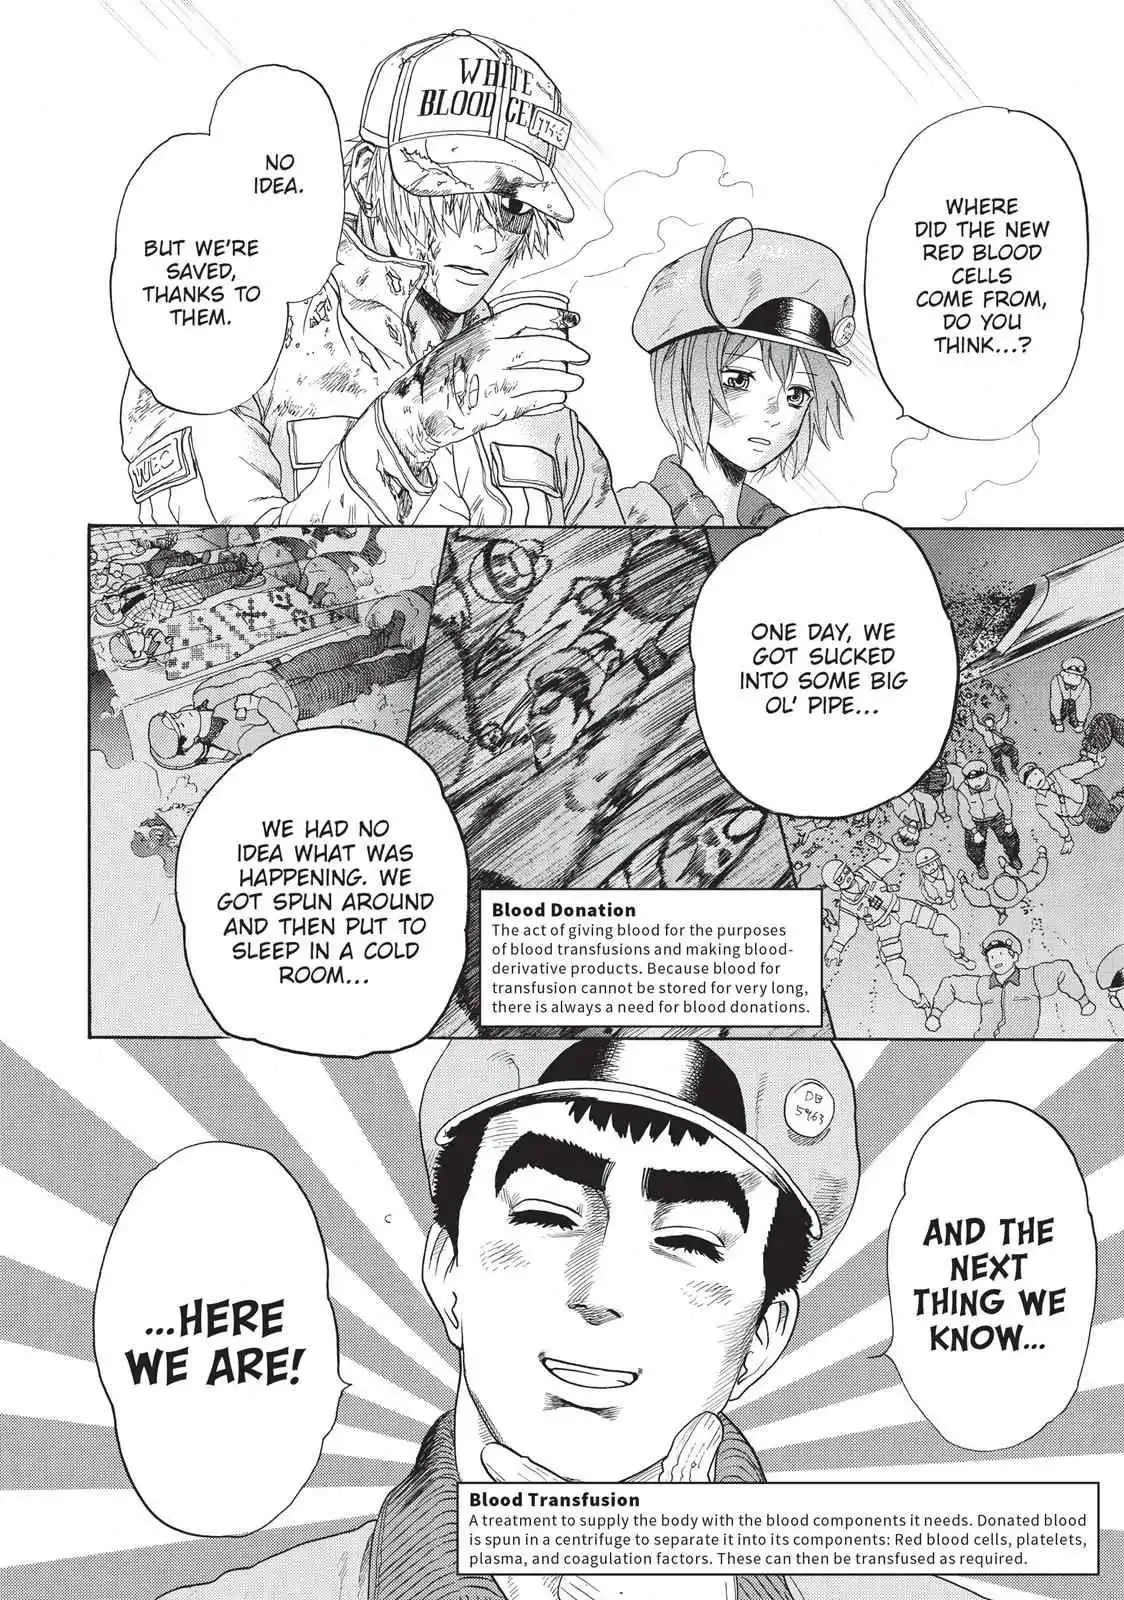 WHERE
DID THE NEW
RED BLOOD
CELLS
COME FROM,
DO YOU
THINK...?
WHITE
BLOOD CE
NO
IDEA.
BUT WE'RE
SAVED,
THANKS TO
THEM.
WBC
ONE DAY, WE
GOT SUCKED
INTO SOME BIG
OL' PIPE...
WE HAD NO
IDEA WHAT WAS
HAPPENING. WE
GOT SPUN AROUND
AND THEN PUT TO
SLEEP IN A COLD
ROOM...
Blood Donation
The act of giving blood for the purposes
of blood transfusions and making blood-
derivative products. Because blood for
transfusion cannot be stored for very long,
there is always a need for blood donations.
DB
5963
AND THE
NEXT
THING WE
KNOW...
...HERE
WE ARE!
Blood Transfusion
A treatment to supply the body with the blood components it needs. Donated blood
is spun in a centrifuge to separate it into its components: Red blood cells, platelets,
plasma, and coagulation factors. These can then be transfused as required.